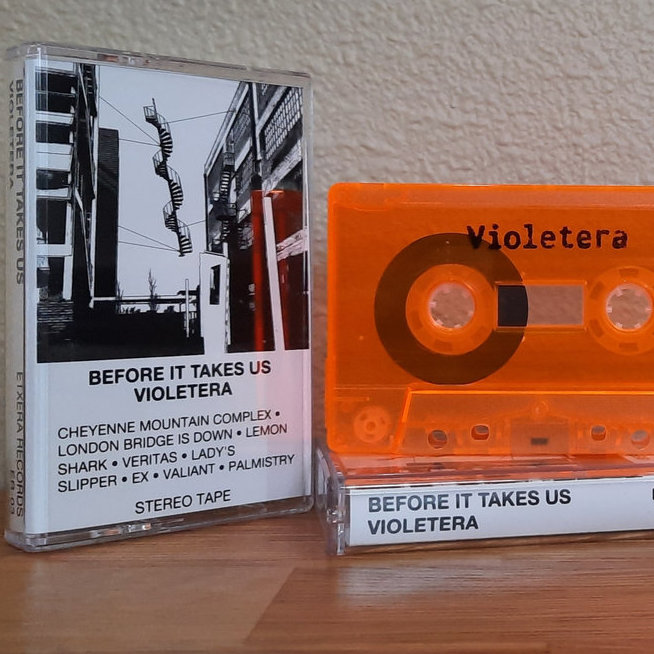 BEFORE IT TAKES US
VIOLETERA
ETXERA RECORDS
BEFORE IT TAKES US
VIOLETERA
CHEYENNE MOUNTAIN COMPLEX •
LONDON BRIDGE IS DOWN • LEMON
SHARK • VERITAS • LADY'S
SLIPPER • EX • VALIANT • PALMISTRY
STEREO TAPE
Violetera
BEFORE IT TAKES US
VIOLETERA